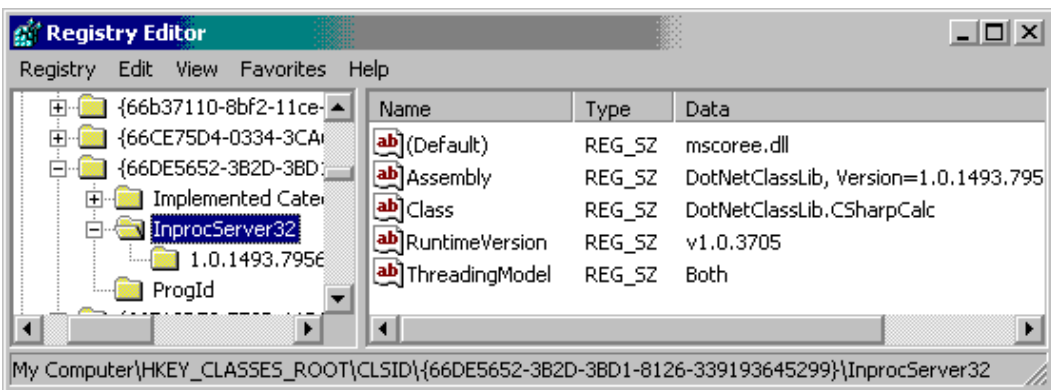 Registry Editor
Registry Edit View Favorites Help
{66b37110-8bf2-11ce-
{66CE75D4-0334-3CA
{66DE5652-3B2D-3BD1
Implemented Cate
InprocServer32
1.0.1493.7956
ProgId
Name Type Data
(Default) REG_SZ mscoree.dll
Assembly REG_SZ DotNetClassLib, Version=1.0.1493.795
Class REG_SZ DotNetClassLib.CSharpCalc
RuntimeVersion REG_SZ v1.0.3705
ThreadingModel REG_SZ Both
My Computer\HKEY_CLASSES_ROOT\CLSID\{66DE5652-3B2D-3BD1-8126-339193645299}\InprocServer32